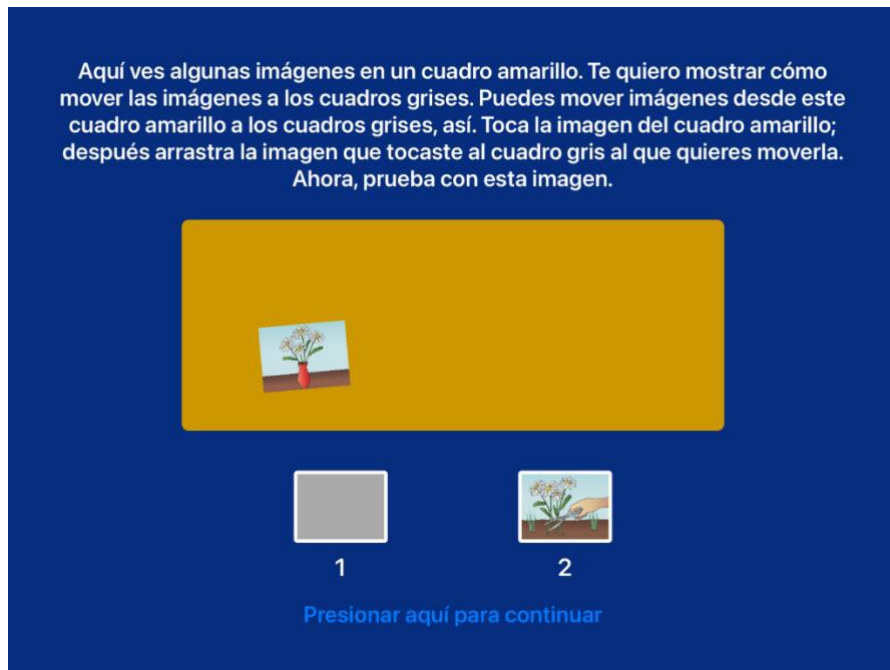 Aquí ves algunas imágenes en un cuadro amarillo. Te quiero mostrar cómo
mover las imágenes a los cuadros grises. Puedes mover imágenes desde este
cuadro amarillo a los cuadros grises, así. Toca la imagen del cuadro amarillo;
después arrastra la imagen que tocaste al cuadro gris al que quieres moverla.
Ahora, prueba con esta imagen.
1 2
Presionar aquí para continuar